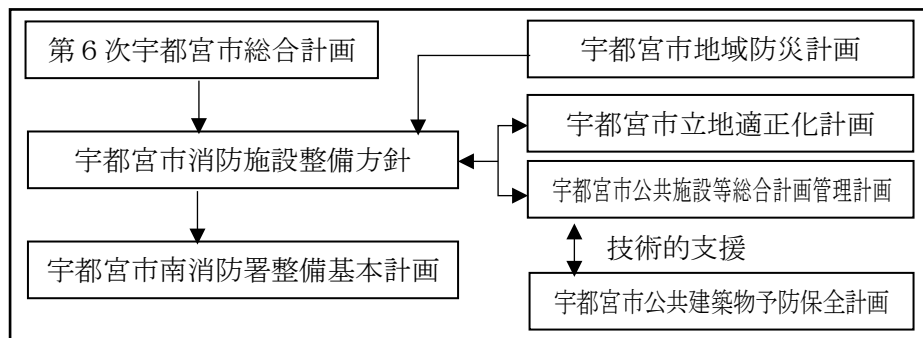 第６次宇都宮市総合計画
宇都宮市地域防災計画
宇都宮市立地適正化計画
宇都宮市消防施設整備方針
宇都宮市公共施設等総合計画管理計画
技術的支援
宇都宮市南消防署整備基本計画
宇都宮市公共建築物予防保全計画